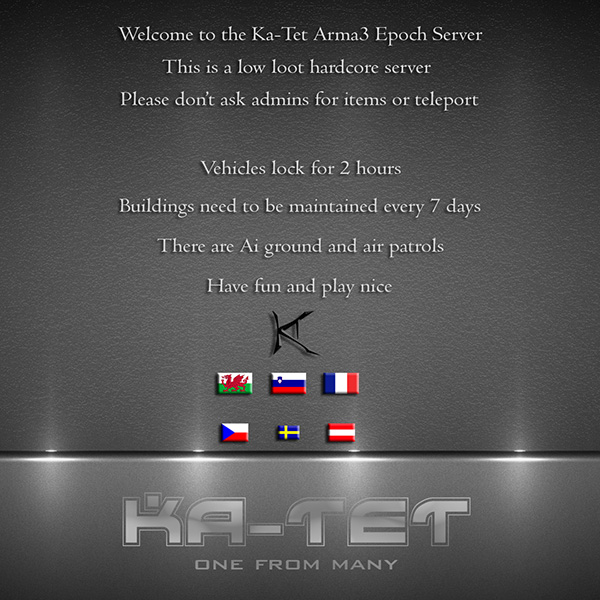 Welcome to the Ka-Tet Arma3 Epoch Server
This is a low loot hardcore server
Please don't ask admins for items or teleport
Vehicles lock for 2 hours
Buildings need to be maintained every 7 days
There are Ai ground and air patrols
Have fun and play nice
KT
KA-TET
ONE FROM MANY